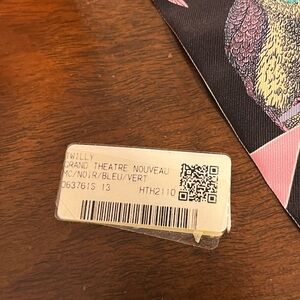 TWILLY
GRAND THEATRE NOUVEAU
MC/NOIR/BLEU/VERT
063761S 13 HTH2110